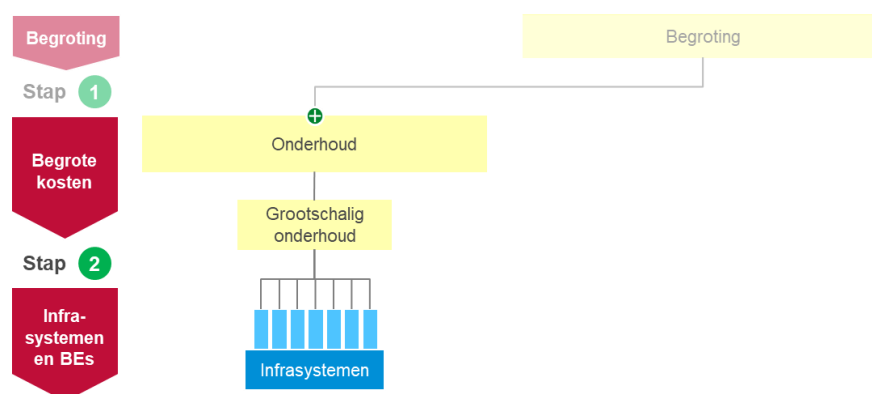 Begroting
Begroting
Stap 1
Onderhoud
Begrote
kosten
Grootschalig
onderhoud
Stap 2
Infra-
systemen
en BEs
Infrasystemen